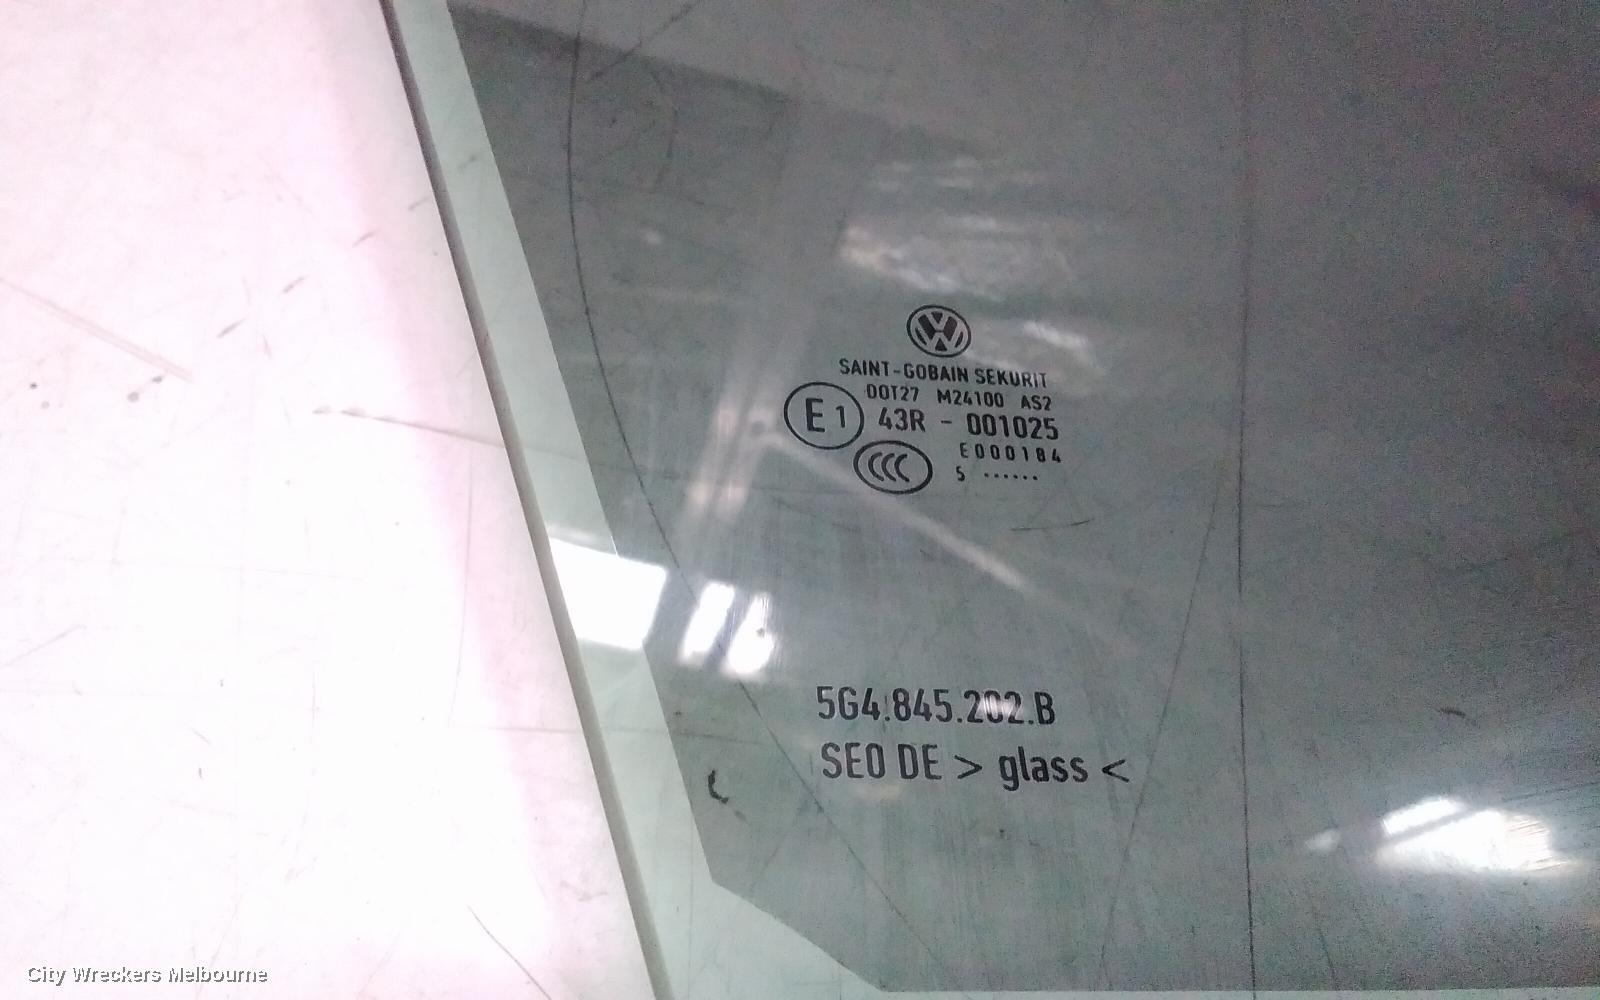 SAINT-GOBAIN SEKURIT
DOT27 M24100 AS2
E1 43R - 001025
E000184
CCC S ······
5G4.845.202.B
SEO DE > glass <
City Wreckers Melbourne